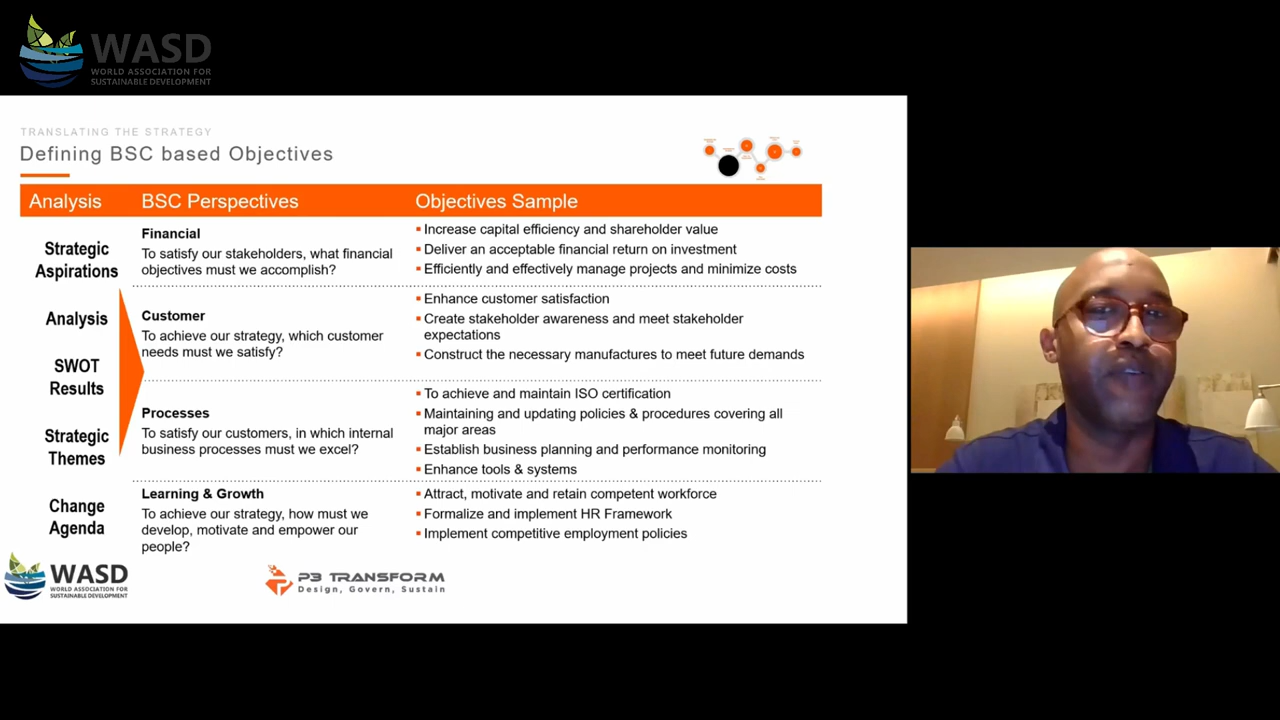 WASD
WORLD ASSOCIATION FOR
SUSTAINABLE DEVELOPMENT
TRANSLATING THE STRATEGY
Defining BSC based Objectives
Analysis
BSC Perspectives
Objectives Sample
Strategic
Aspirations
Analysis
SWOT
Results
Strategic
Themes
Change
Agenda
Financial
To satisfy our stakeholders, what financial
objectives must we accomplish?
Increase capital efficiency and shareholder value
Deliver an acceptable financial return on investment
Efficiently and effectively manage projects and minimize costs
Customer
To achieve our strategy, which customer
needs must we satisfy?
Enhance customer satisfaction
Create stakeholder awareness and meet stakeholder
expectations
Construct the necessary manufactures to meet future demands
Processes
To satisfy our customers, in which internal
business processes must we excel?
To achieve and maintain ISO certification
Maintaining and updating policies & procedures covering all
major areas
Establish business planning and performance monitoring
Enhance tools & systems
Learning & Growth
To achieve our strategy, how must we
develop, motivate and empower our
people?
Attract, motivate and retain competent workforce
Formalize and implement HR Framework
Implement competitive employment policies
WASD
WORLD ASSOCIATION FOR
SUSTAINABLE DEVELOPMENT
P3 TRANSFORM
Design, Govern, Sustain